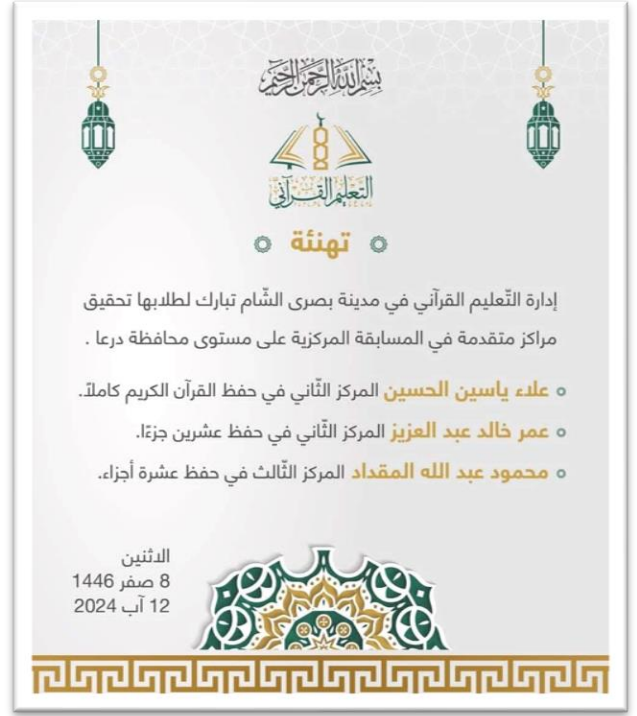 بسم الله الرحمن الرحيم
التعليم القرآني
تهنئة
إدارة التّعليم القرآني في مدينة بصرى الشّام تبارك لطلابها تحقيق
مراكز متقدمة في المسابقة المركزية على مستوى محافظة درعا .
علاء ياسين الحسين المركز الثّاني في حفظ القرآن الكريم كاملاً.
عمر خالد عبد العزيز المركز الثّاني في حفظ عشرين جزءًا.
محمود عبد الله المقداد المركز الثّالث في حفظ عشرة أجزاء.
الاثنين
8 صفر 1446
12 آب 2024